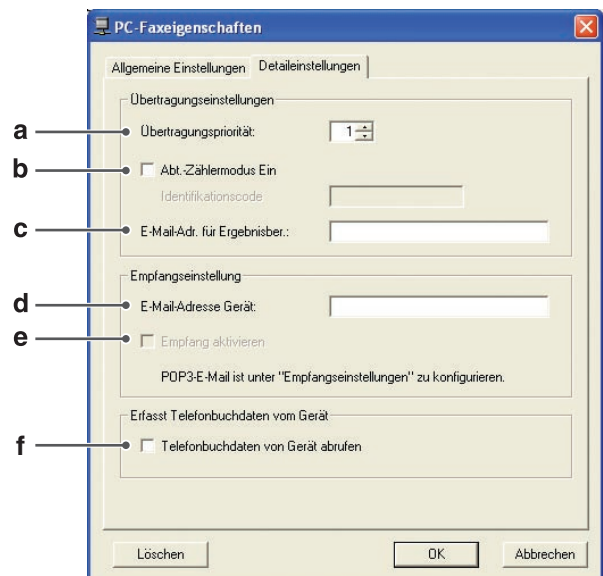 PC-Faxeigenschaften
Allgemeine Einstellungen Detaileinstellungen
Übertragungseinstellungen
a Übertragungspriorität: 1
b Abt.-Zählermodus Ein
Identifikationscode
c E-Mail-Adr. für Ergebnisber.:
Empfangseinstellung
d E-Mail-Adresse Gerät:
e Empfang aktivieren
POP3-E-Mail ist unter "Empfangseinstellungen" zu konfigurieren.
Erfasst Telefonbuchdaten vom Gerät
f Telefonbuchdaten von Gerät abrufen
Löschen OK Abbrechen